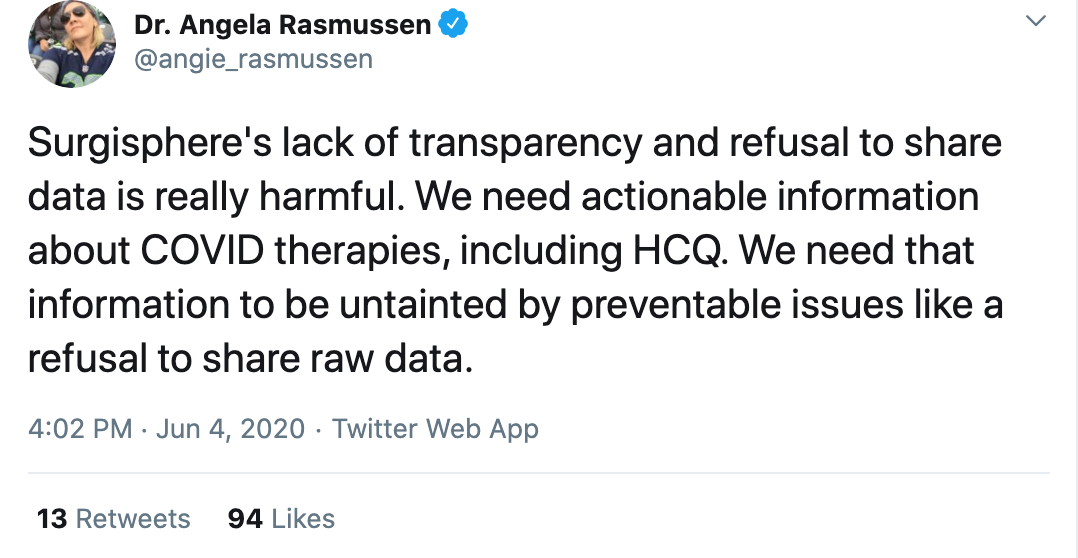 Dr. Angela Rasmussen
@angie_rasmussen
Surgisphere's lack of transparency and refusal to share
data is really harmful. We need actionable information
about COVID therapies, including HCQ. We need that
information to be untainted by preventable issues like a
refusal to share raw data.
4:02 PM · Jun 4, 2020 · Twitter Web App
13 Retweets 94 Likes